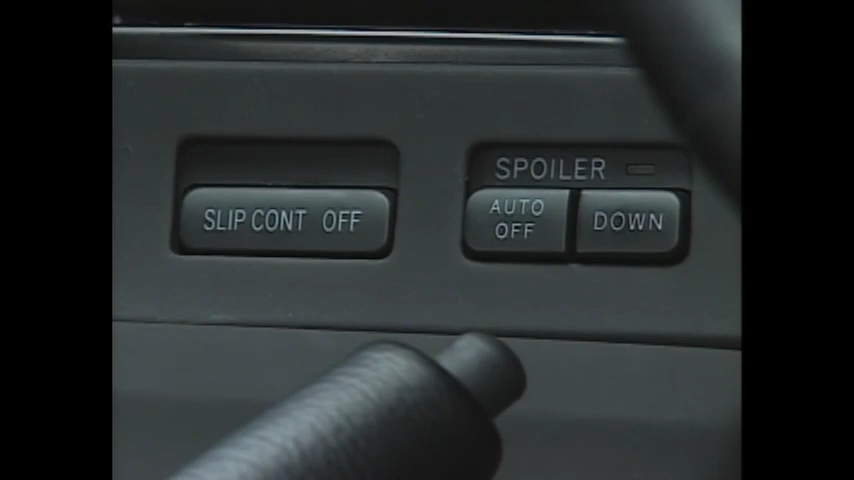 SLIP CONT OFF
SPOILER
AUTO
OFF
DOWN